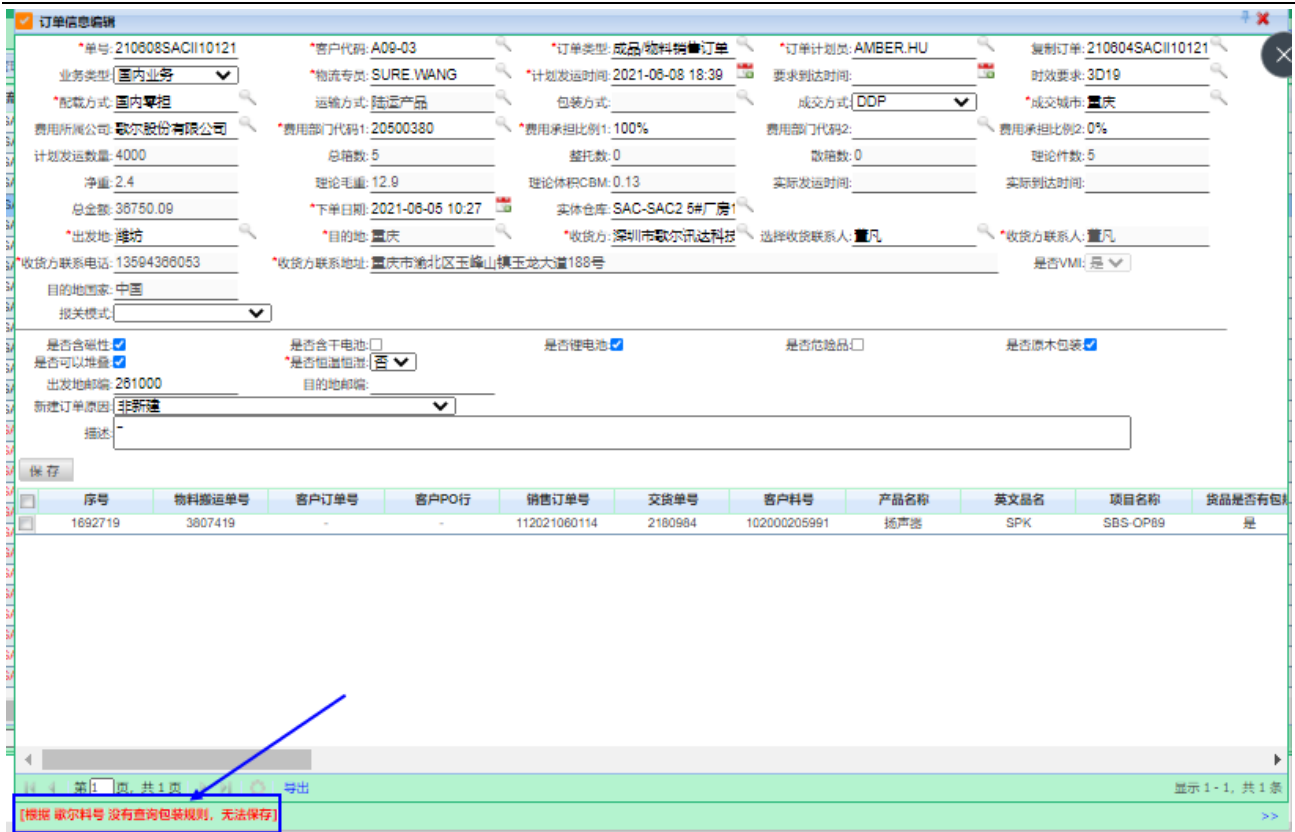 订单信息编辑
*单号: 210608SACII10121 *客户代码: A09-03 *订单类型: 成品/物料销售订单 *订单计划员: AMBER.HU 复制订单: 210604SACII10121
业务类型: 国内业务 *物流专员: SURE.WANG *计划发运时间: 2021-06-08 18:39 要求到达时间: 时效要求: 3D19
*配载方式: 国内零担 运输方式: 陆运产品 包装方式: 成交方式: DDP *成交城市: 重庆
费用所属公司: 歌尔股份有限公司 *费用部门代码1: 20500380 *费用承担比例1: 100% 费用部门代码2: 费用承担比例2: 0%
计划发运数量: 4000 总箱数: 5 整托数: 0 散箱数: 0 理论件数: 5
净重: 2.4 理论毛重: 12.9 理论体积CBM: 0.13 实际发运时间: 实际到达时间:
总金额: 36750.09 *下单日期: 2021-06-05 10:27 实体仓库: SAC-SAC2 5#厂房1
*出发地: 潍坊 *目的地: 重庆 *收货方: 深圳市歌尔讯达科技 选择收货联系人: 董凡 *收货方联系人: 董凡
*收货方联系电话: 13594366053 *收货方联系地址: 重庆市渝北区玉峰山镇玉龙大道188号 是否VMI: 是
目的地国家: 中国
报关模式:
是否含磁性: 是否含干电池: 是否锂电池: 是否危险品: 是否原木包装:
是否可以堆叠: *是否恒温恒湿: 否
出发地邮编: 261000 目的地邮编:
新建订单原因: 非新建
描述: -
保存
序号 物料搬运单号 客户订单号 客户PO行 销售订单号 交货单号 客户料号 产品名称 英文品名 项目名称 货品是否有包
1692719 3807419 - - 112021060114 2180984 102000205991 扬声器 SPK SBS-OP89 是
第 1 页, 共 1 页 导出 显示 1 - 1, 共 1 条
[根据 歌尔料号 没有查询包装规则，无法保存] >>